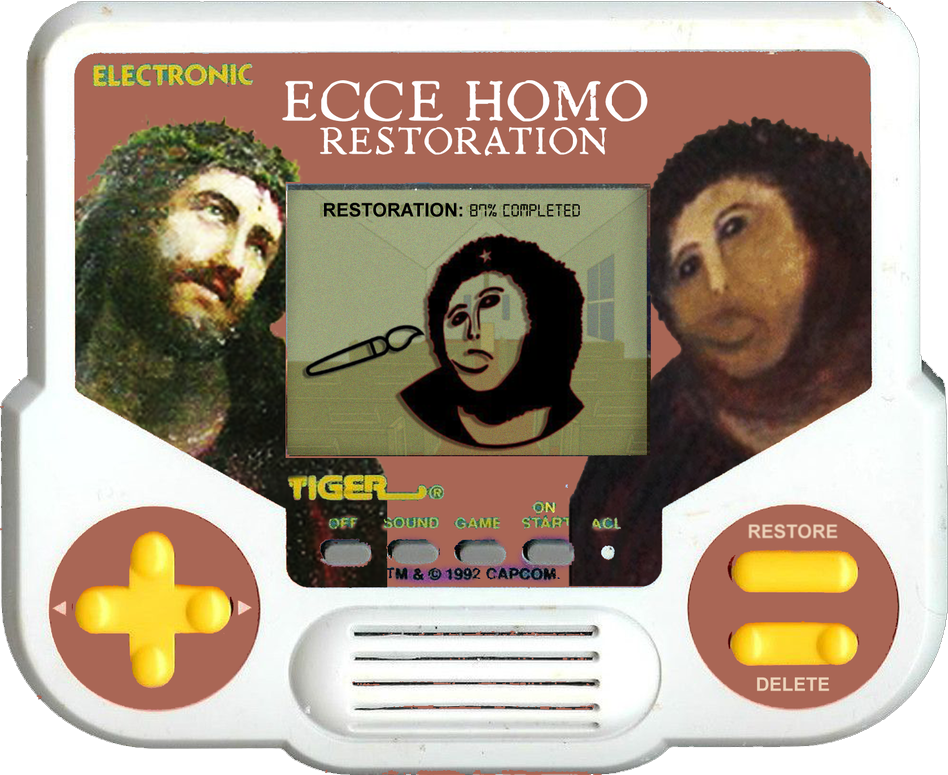 ELECTRONIC
ECCE HOMO
RESTORATION
RESTORATION: 87% COMPLETED
TIGER®
OFF SOUND GAME ON START ACL
TM & © 1992 CAPCOM.
RESTORE
DELETE